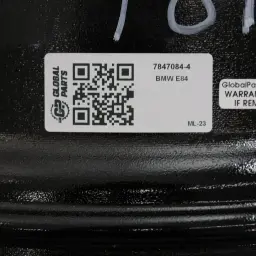 GLOBAL
PARTS
7847084-4
BMW E84
ML-23
GlobalPa
WARRAN
IF REM